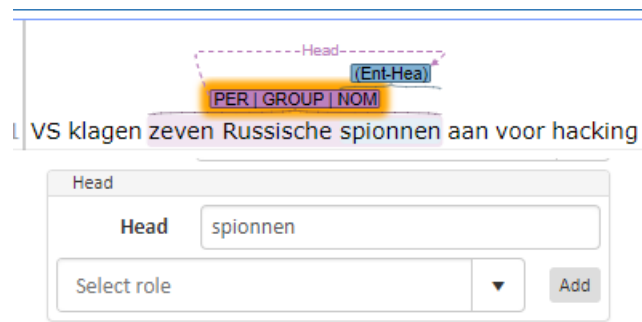 Head
(Ent-Hea)
PER | GROUP | NOM
1 VS klagen zeven Russische spionnen aan voor hacking
Head
Head spionnen
Select role Add